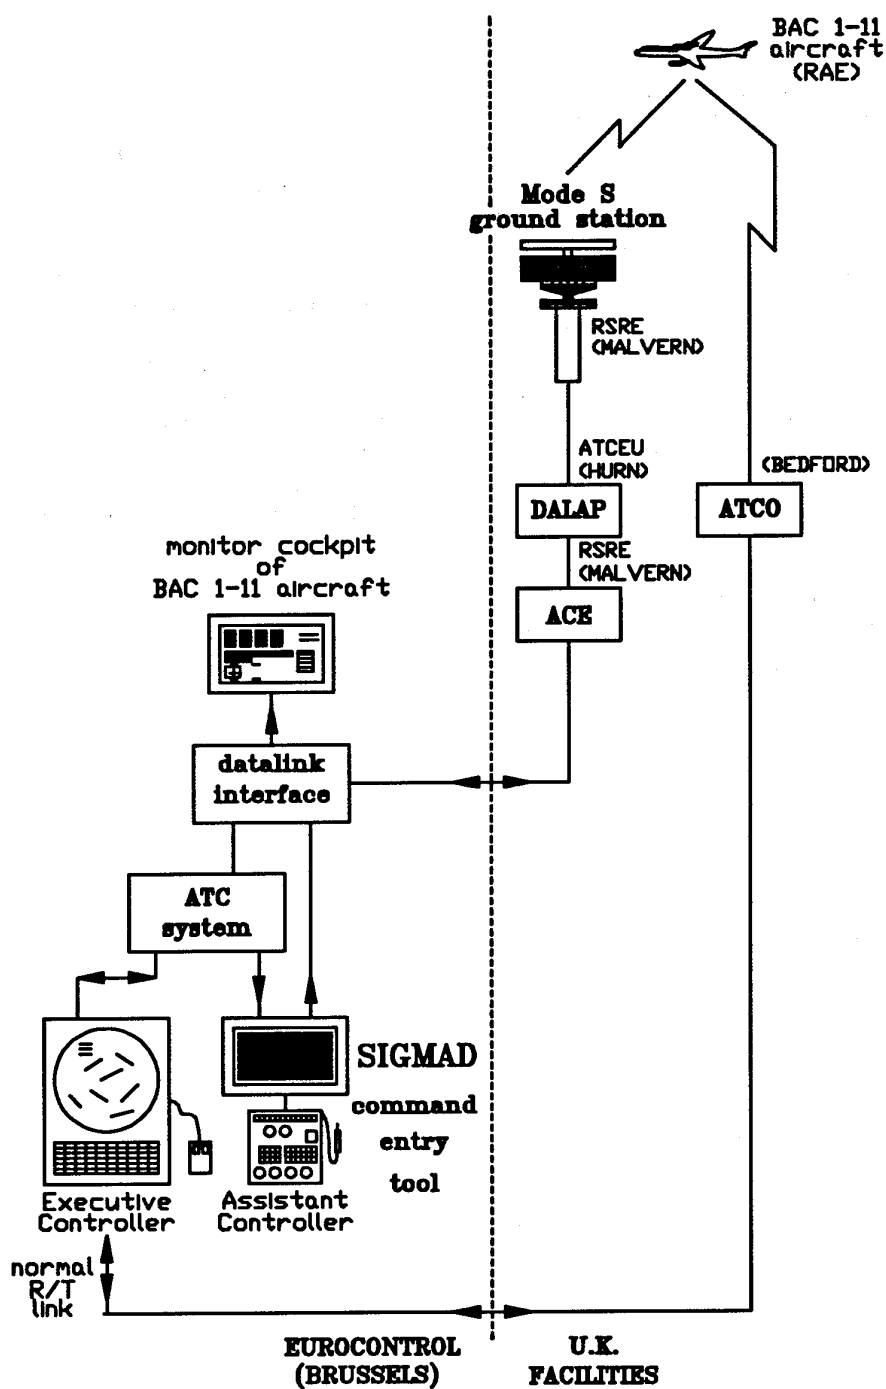 BAC 1-11
aircraft
(RAE)
Mode S
ground station
RSRE
(MALVERN)
ATCEU
(HURN)
(BEDFORD)
DALAP
ATCO
RSRE
(MALVERN)
ACE
monitor cockpit
of
BAC 1-11 aircraft
datalink
interface
ATC
system
SIGMAD
command
entry
tool
Executive
Controller
Assistant
Controller
normal
R/T
link
EUROCONTROL
(BRUSSELS)
U.K.
FACILITIES